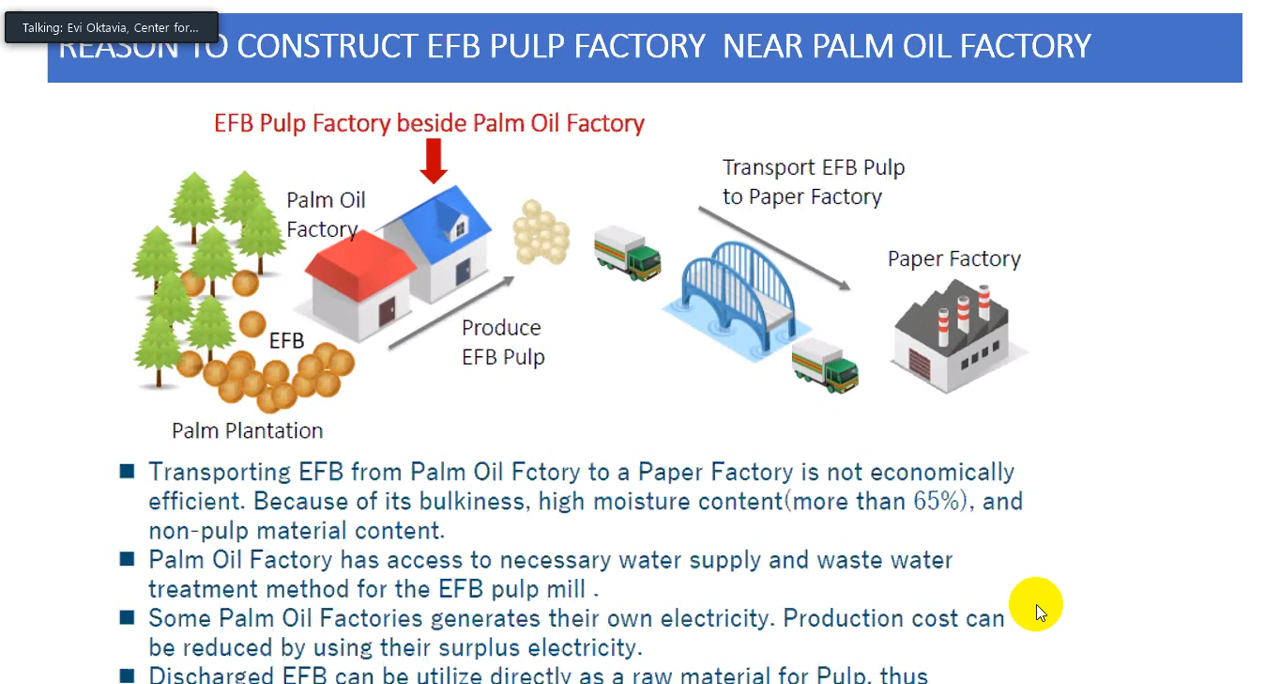 Talking: Evi Oktavia, Center for...
REASON TO CONSTRUCT EFB PULP FACTORY NEAR PALM OIL FACTORY
EFB Pulp Factory beside Palm Oil Factory
Transport EFB Pulp
to Paper Factory
Palm Oil
Factory
Paper Factory
Produce
EFB Pulp
EFB
Palm Plantation
■ Transporting EFB from Palm Oil Fctory to a Paper Factory is not economically
efficient. Because of its bulkiness, high moisture content(more than 65%), and
non-pulp material content.
■ Palm Oil Factory has access to necessary water supply and waste water
treatment method for the EFB pulp mill .
■ Some Palm Oil Factories generates their own electricity. Production cost can
be reduced by using their surplus electricity.
■ Discharged EFB can be utilize directly as a raw material for Pulp, thus